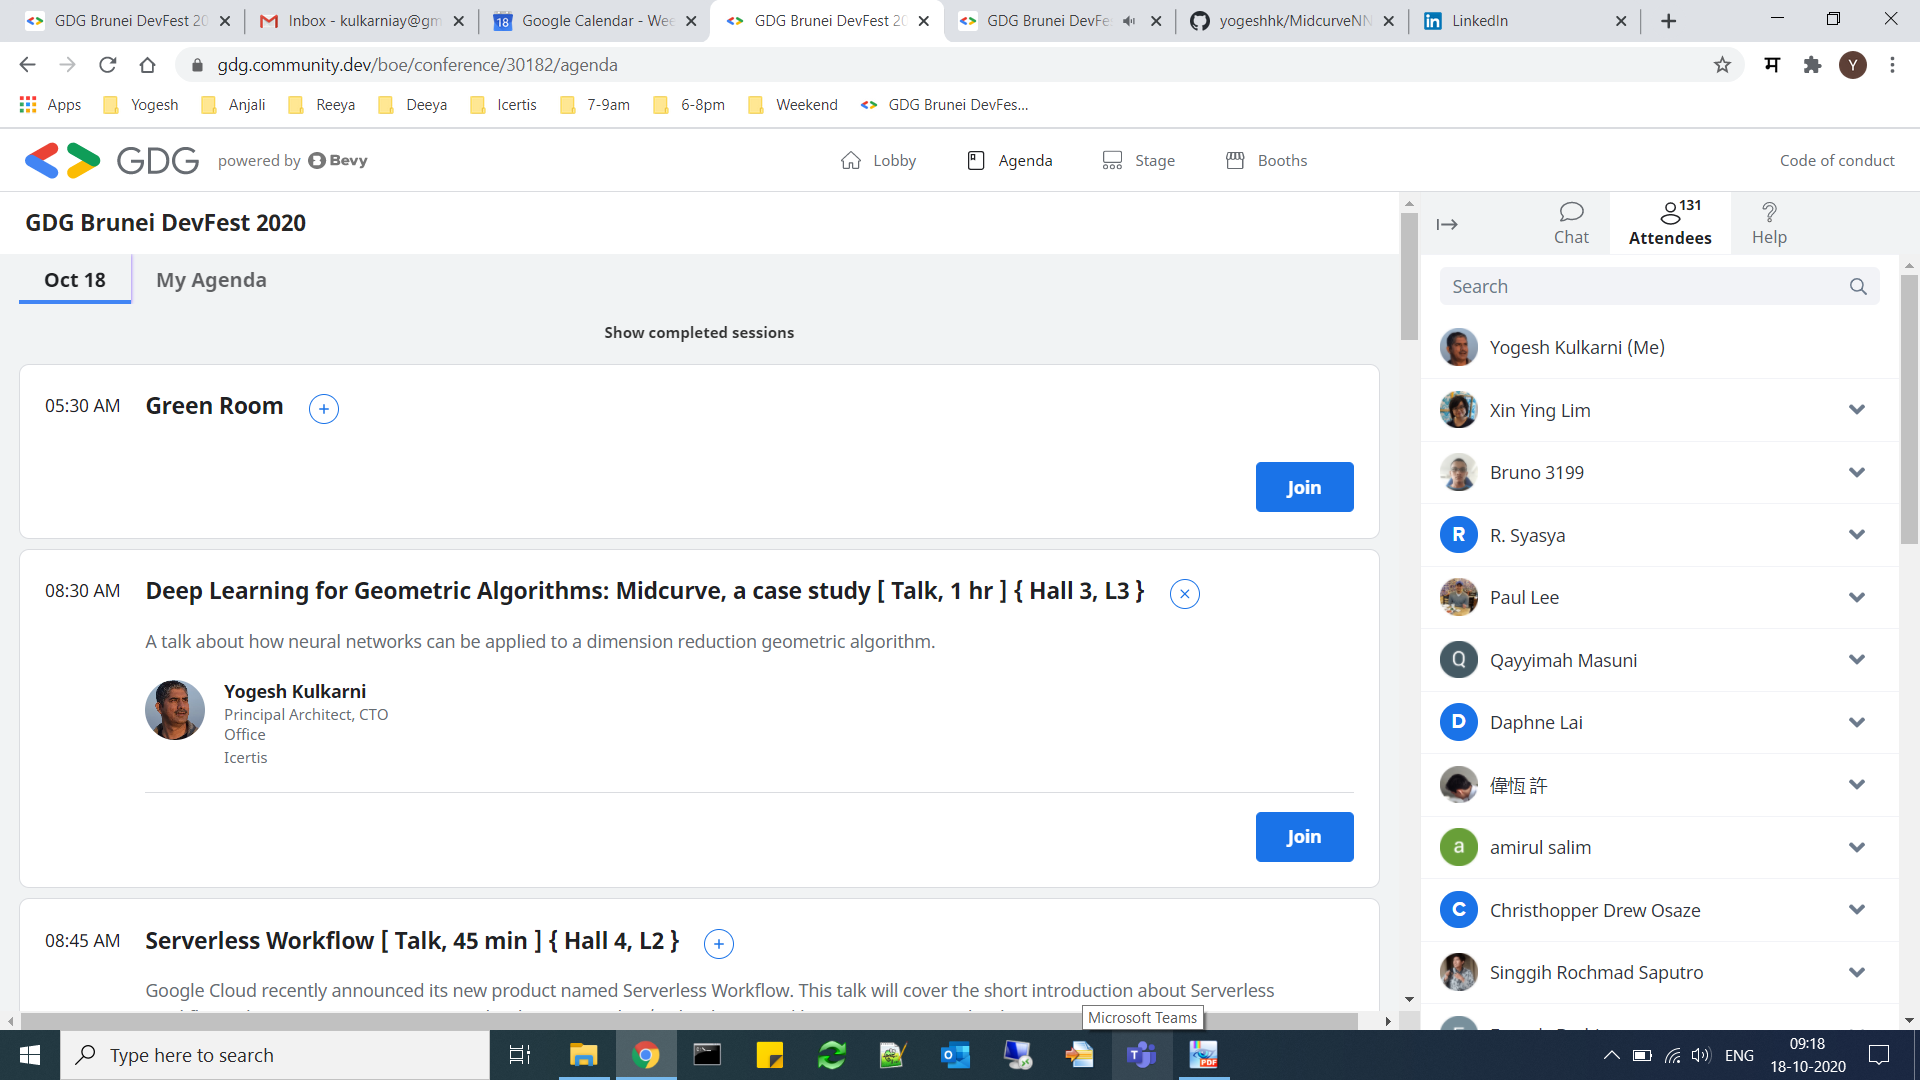 GDG Brunei DevFest 20
Inbox - kulkarniay@gm
18
Google Calendar - Wee
GDG Brunei DevFest 20
GDG Brunei DevFe
yogeshhk/MidcurveNN
LinkedIn
gdg.community.dev/boe/conference/30182/agenda
म
Y
Apps
Yogesh
Anjali
Reeya
Deeya
Icertis
7-9am
6-8pm
Weekend
GDG Brunei DevFes...
GDG
powered by Bevy
Lobby
Agenda
Stage
Booths
Code of conduct
GDG Brunei DevFest 2020
Oct 18
My Agenda
Show completed sessions
05:30 AM
Green Room
Join
08:30 AM
Deep Learning for Geometric Algorithms: Midcurve, a case study [ Talk, 1 hr ] { Hall 3, L3 }
A talk about how neural networks can be applied to a dimension reduction geometric algorithm.
Yogesh Kulkarni
Principal Architect, CTO
Office
Icertis
Join
08:45 AM
Serverless Workflow [ Talk, 45 min ] { Hall 4, L2 }
Google Cloud recently announced its new product named Serverless Workflow. This talk will cover the short introduction about Serverless
Chat
131
Attendees
Help
Search
Yogesh Kulkarni (Me)
Xin Ying Lim
Bruno 3199
R
R. Syasya
Paul Lee
Q
Qayyimah Masuni
D
Daphne Lai
偉恆 許
a
amirul salim
C
Christhopper Drew Osaze
Singgih Rochmad Saputro
Microsoft Teams
Type here to search
ENG
09:18
18-10-2020